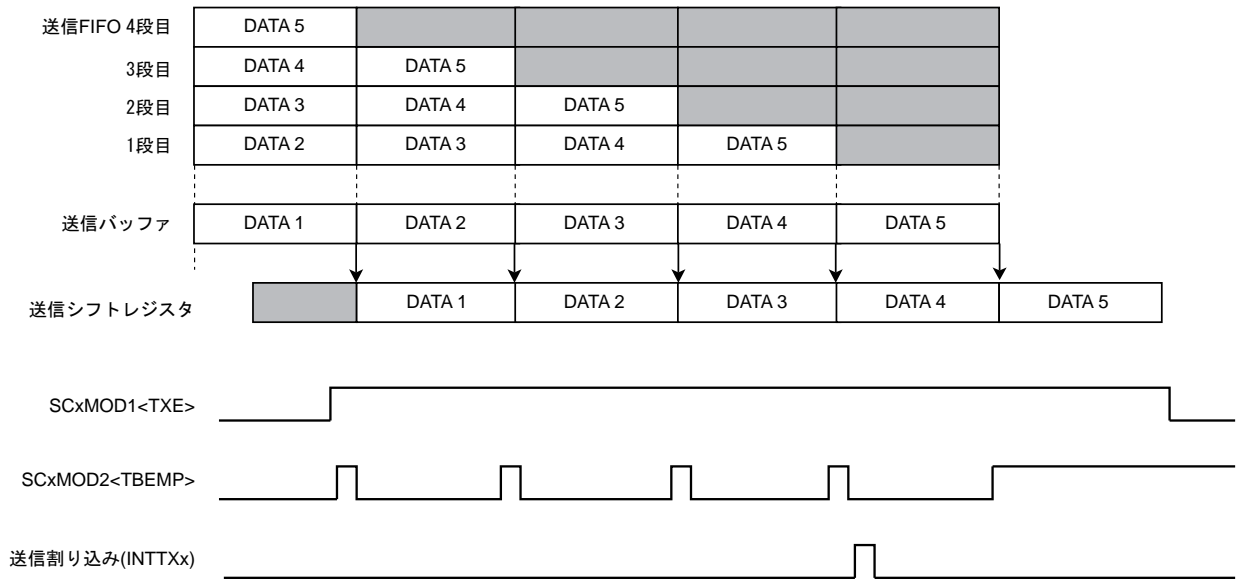 送信FIFO 4段目 DATA 5
3段目 DATA 4 DATA 5
2段目 DATA 3 DATA 4 DATA 5
1段目 DATA 2 DATA 3 DATA 4 DATA 5
送信バッファ DATA 1 DATA 2 DATA 3 DATA 4 DATA 5
送信シフトレジスタ DATA 1 DATA 2 DATA 3 DATA 4 DATA 5
SCxMOD1<TXE>
SCxMOD2<TBEMP>
送信割り込み(INTTXx)